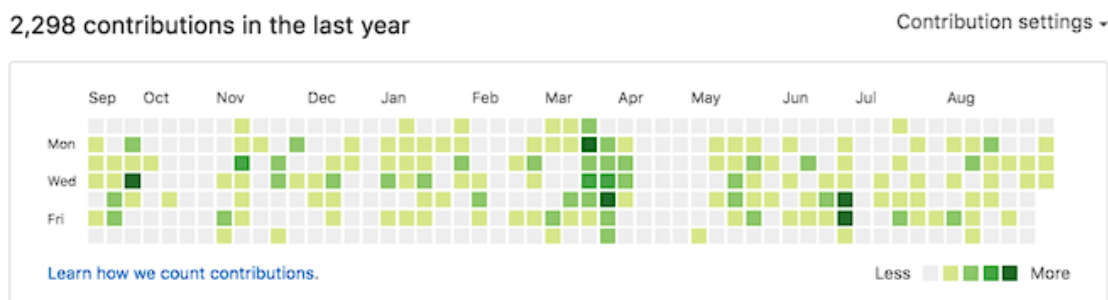 2,298 contributions in the last year
Contribution settings
Sep Oct Nov Dec Jan Feb Mar Apr May Jun Jul Aug
Mon
Wed
Fri
Learn how we count contributions.
Less More